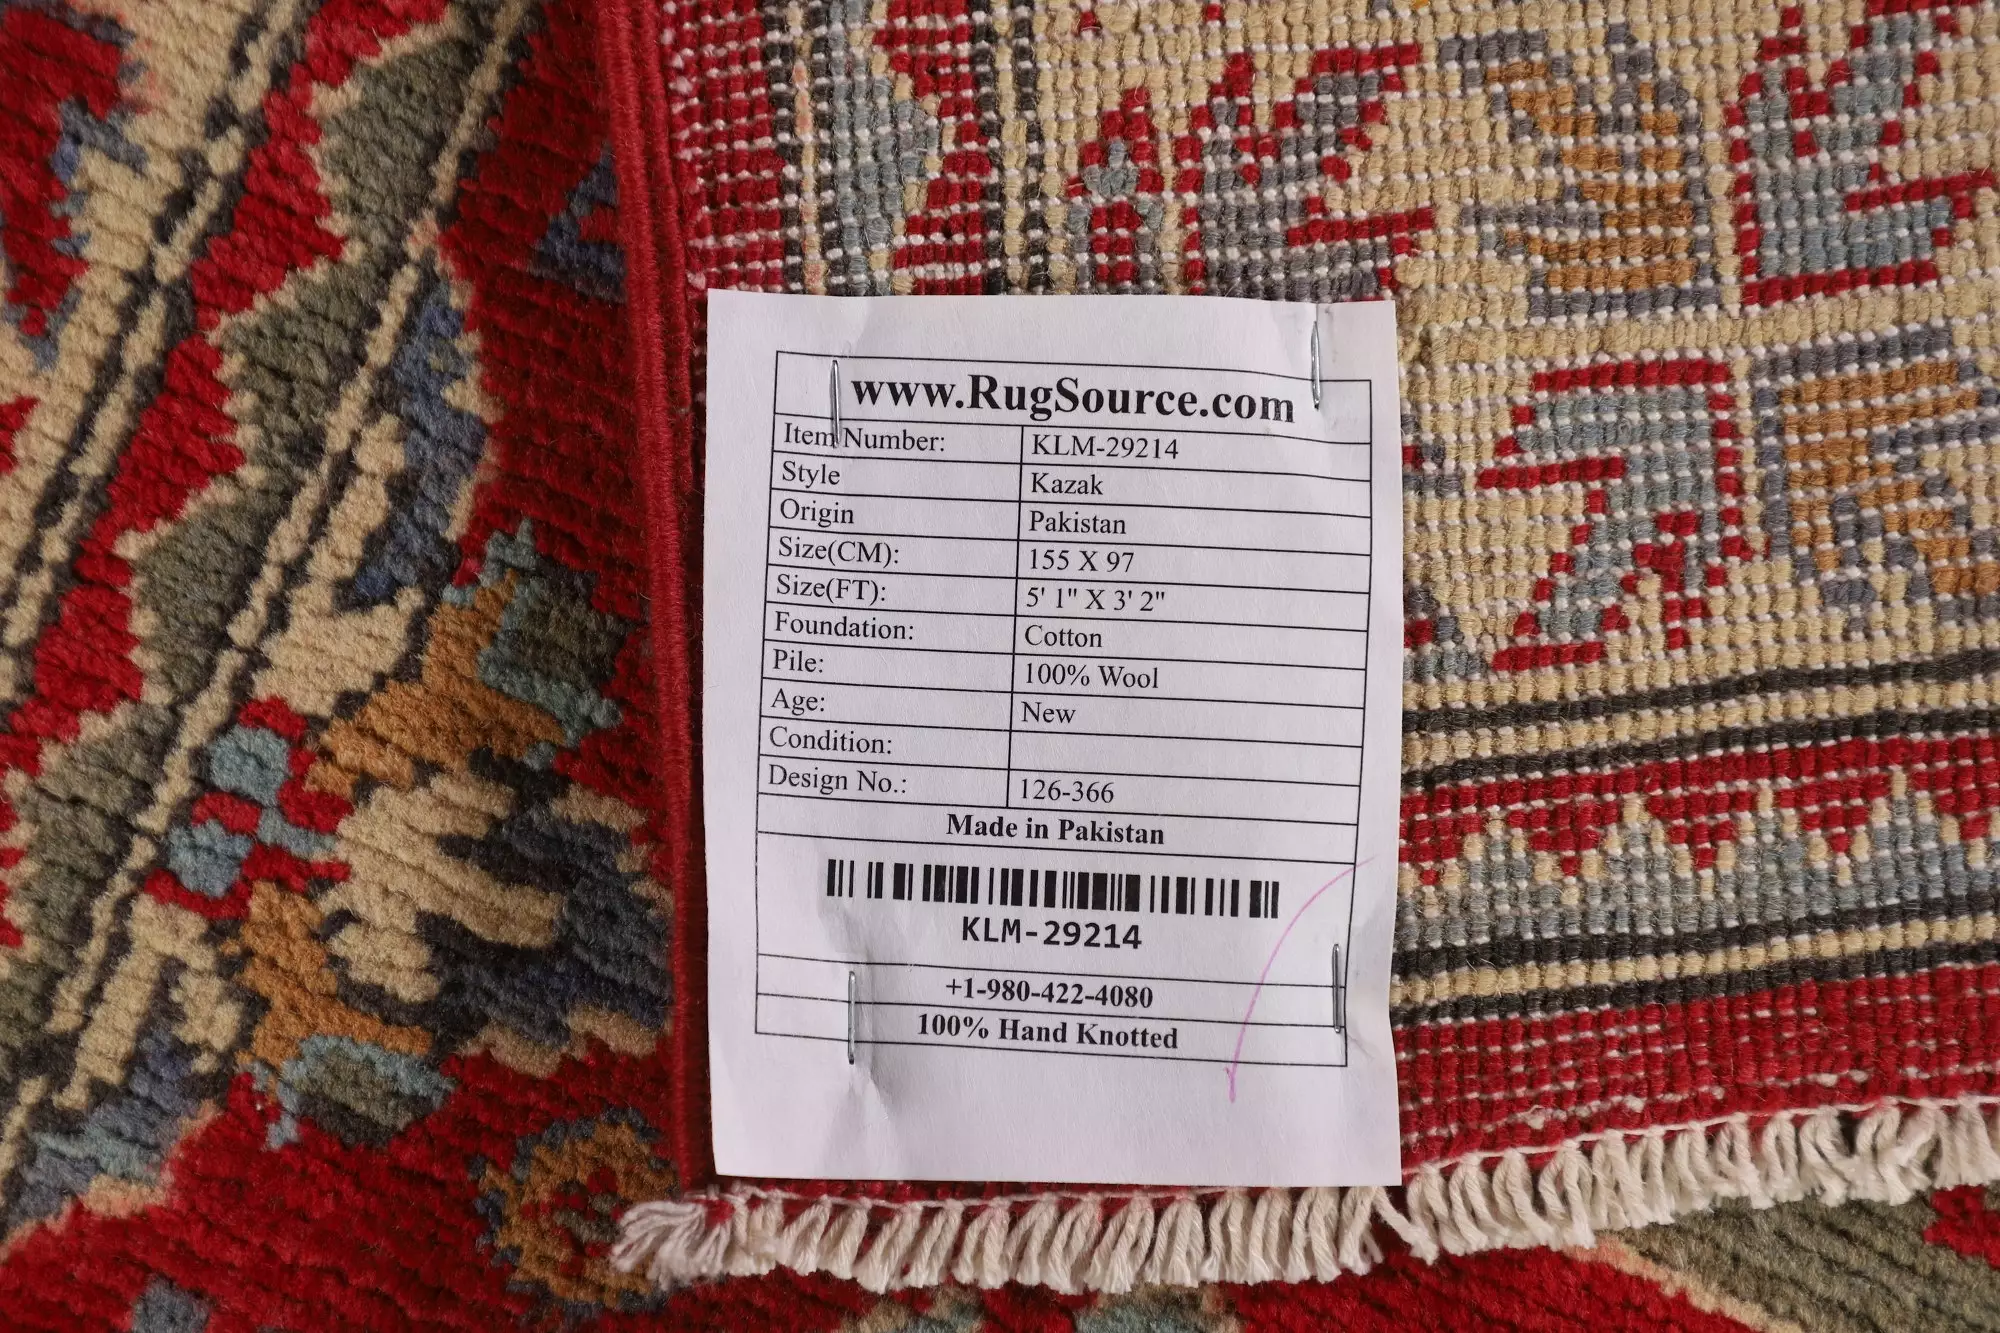 www.RugSource.com
Item Number: KLM-29214
Style Kazak
Origin Pakistan
Size(CM): 155 X 97
Size(FT): 5' 1" X 3' 2"
Foundation: Cotton
Pile: 100% Wool
Age: New
Condition:
Design No.: 126-366
Made in Pakistan
KLM-29214
+1-980-422-4080
100% Hand Knotted